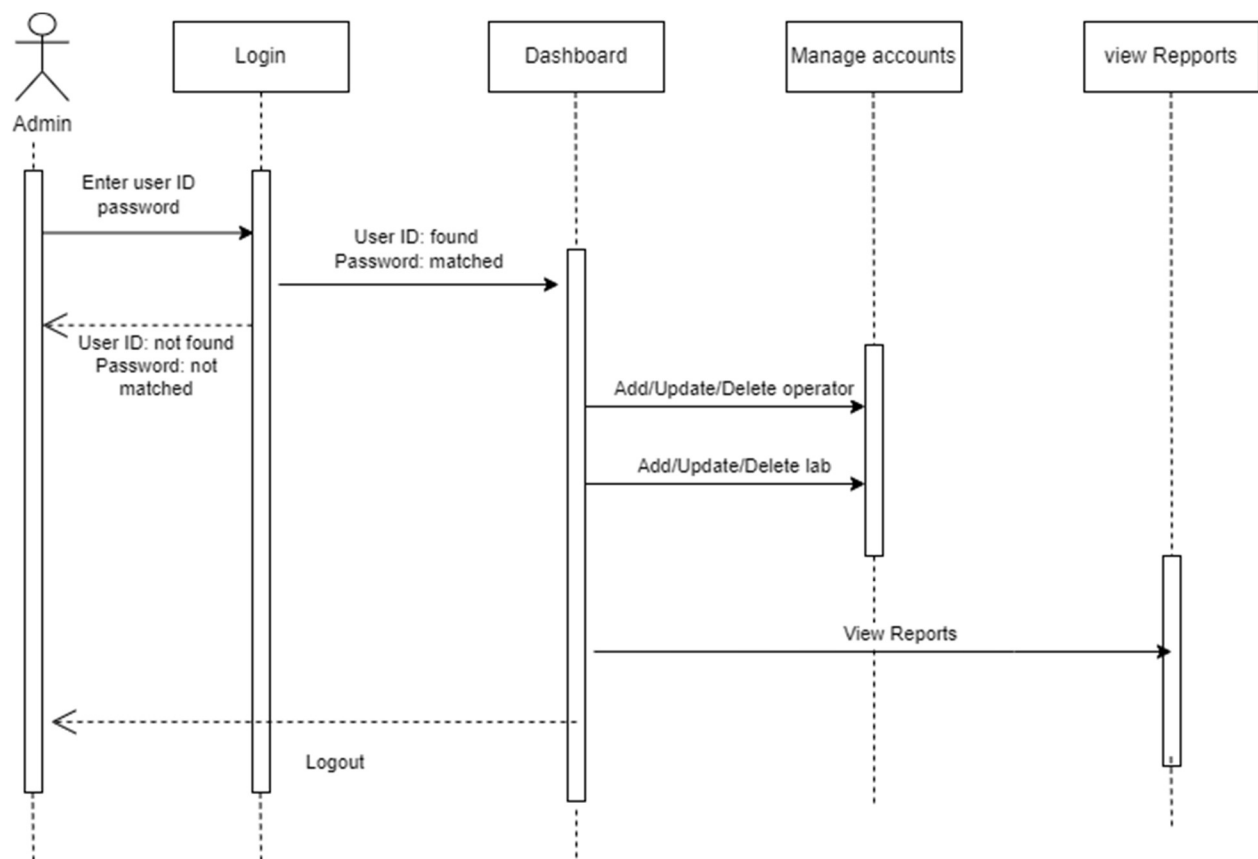 Login
Dashboard
Manage accounts
view Repports
Admin
Enter user ID
password
User ID: found
Password: matched
User ID: not found
Password: not
matched
Add/Update/Delete operator
Add/Update/Delete lab
View Reports
Logout